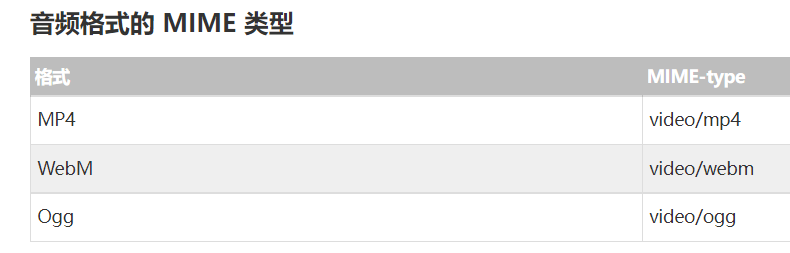 音频格式的 MIME 类型
格式 MIME-type
MP4 video/mp4
WebM video/webm
Ogg video/ogg